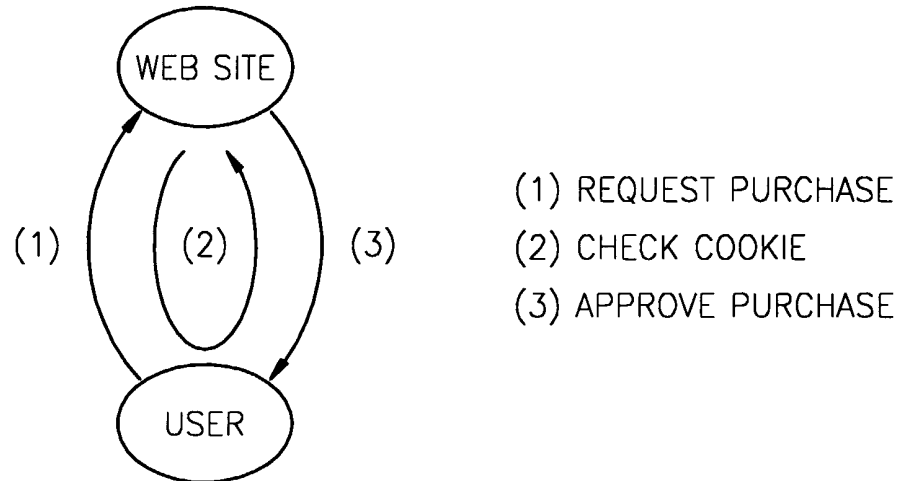 WEB SITE
(1)
(2)
(3)
USER
(1) REQUEST PURCHASE
(2) CHECK COOKIE
(3) APPROVE PURCHASE